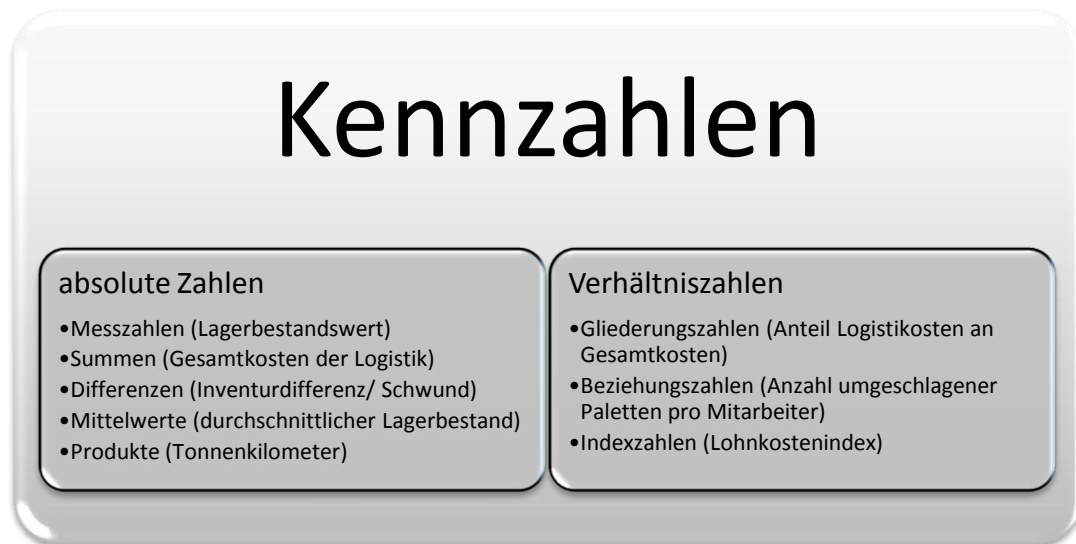 Kennzahlen
absolute Zahlen
•Messzahlen (Lagerbestandswert)
•Summen (Gesamtkosten der Logistik)
•Differenzen (Inventurdifferenz/ Schwund)
•Mittelwerte (durchschnittlicher Lagerbestand)
•Produkte (Tonnenkilometer)
Verhältniszahlen
•Gliederungszahlen (Anteil Logistikosten an
Gesamtkosten)
•Beziehungszahlen (Anzahl umgeschlagener
Paletten pro Mitarbeiter)
•Indexzahlen (Lohnkostenindex)